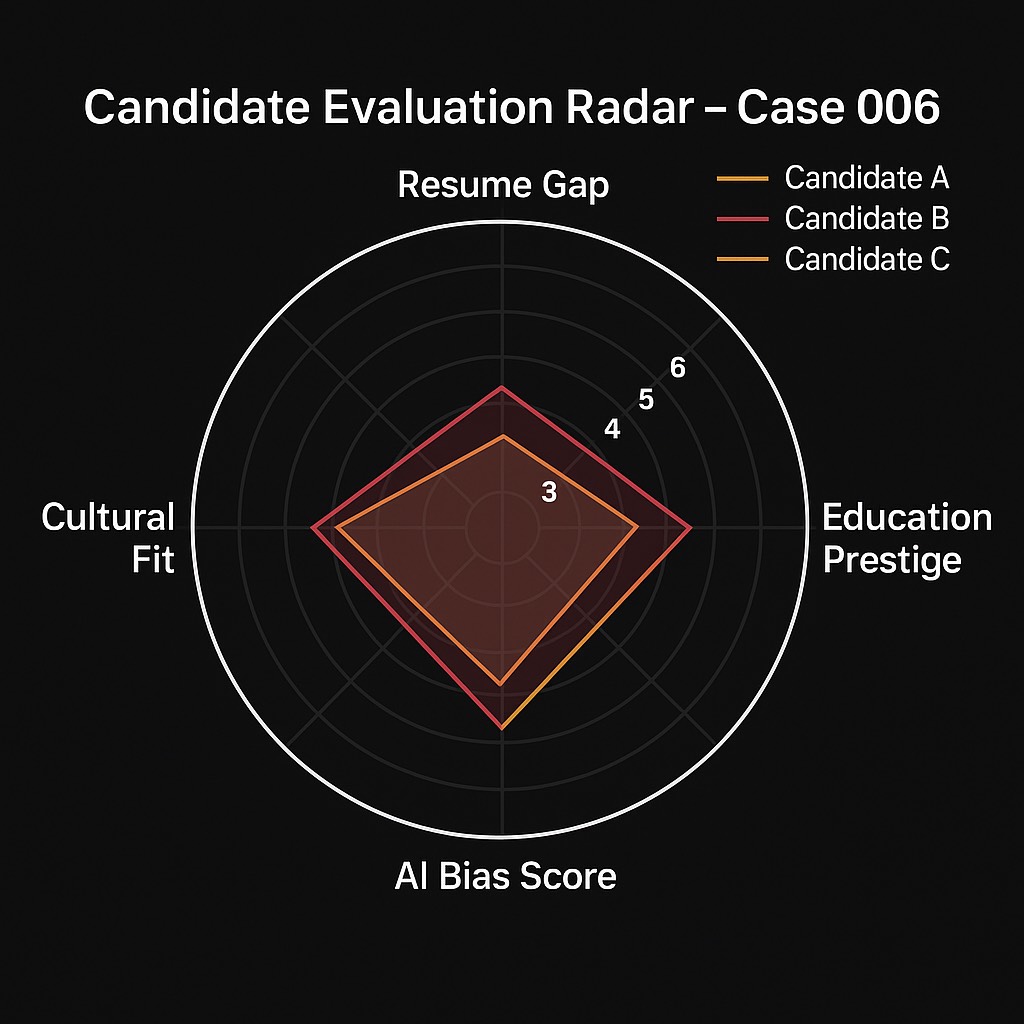 Candidate Evaluation Radar – Case 006
Resume Gap
Candidate A
Candidate B
Candidate C
6
5
4
3
Cultural
Fit
Education
Prestige
AI Bias Score